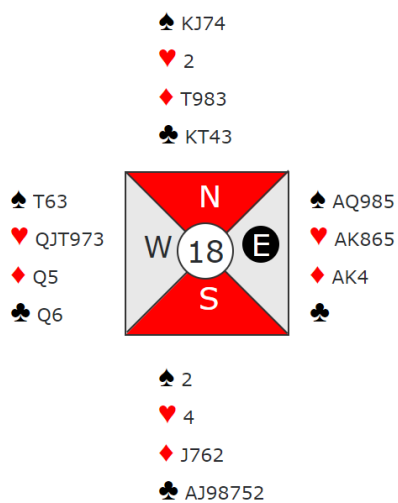 ♠ KJ74
♥ 2
♦ T983
♣ KT43
N
♠ T63
♥ QJT973
♦ Q5
♣ Q6
W 18 E
♠ AQ985
♥ AK865
♦ AK4
♣
S
♠ 2
♥ 4
♦ J762
♣ AJ98752